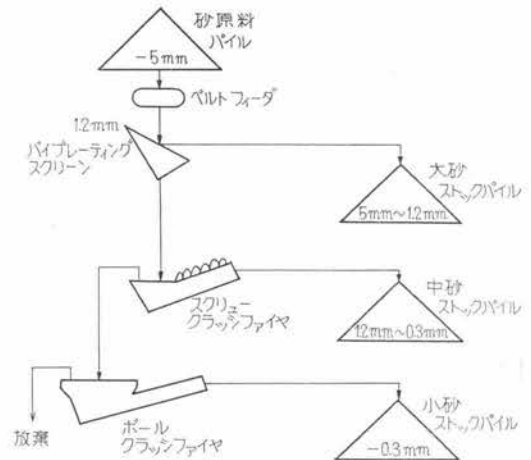 砂原料
パイル
-5mm
ベルトフィーダ
1.2mm
バイブレーティング
スクリーン
大砂
ストックパイル
5mm~1.2mm
スクリュー
クラッシファイヤ
中砂
ストックパイル
1.2mm~0.3mm
放棄
ボール
クラッシファイヤ
小砂
ストックパイル
-0.3mm